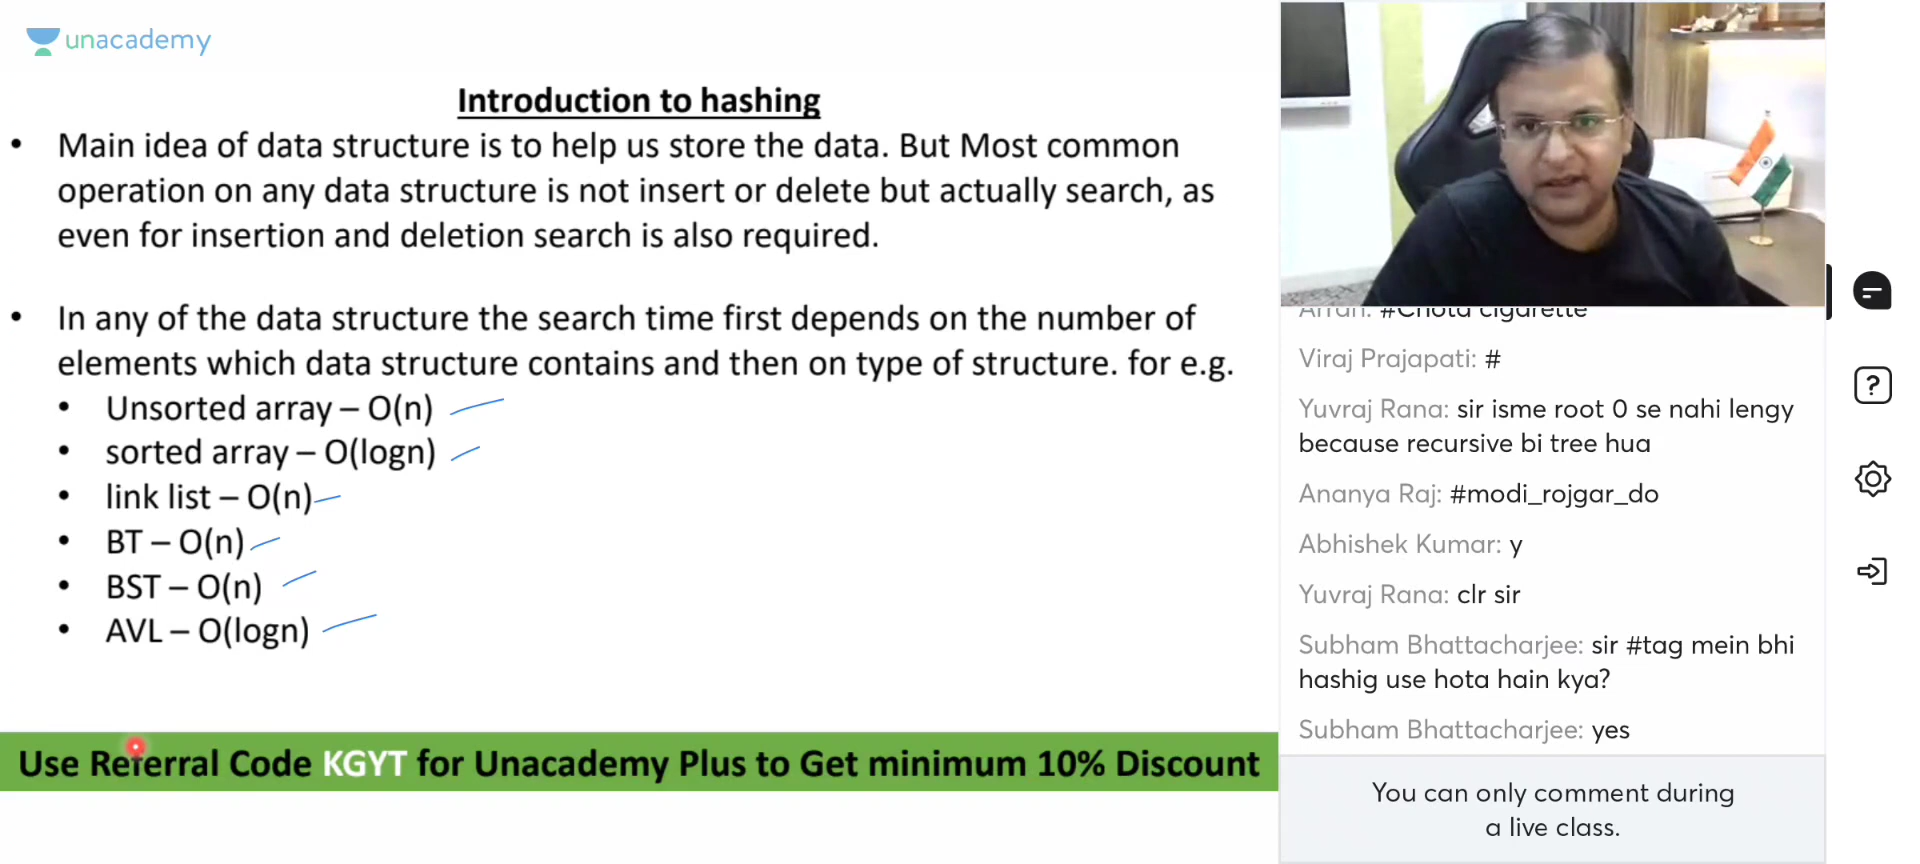 unacademy
Introduction to hashing
• Main idea of data structure is to help us store the data. But Most common
operation on any data structure is not insert or delete but actually search, as
even for insertion and deletion search is also required.
• In any of the data structure the search time first depends on the number of
elements which data structure contains and then on type of structure. for e.g.
• Unsorted array – O(n)
• sorted array – O(logn)
• link list – O(n)
• BT – O(n)
• BST – O(n)
• AVL – O(logn)
Use Referral Code KGYT for Unacademy Plus to Get minimum 10% Discount
#Chota cigarette
Viraj Prajapati: #
Yuvraj Rana: sir isme root 0 se nahi lengy
because recursive bi tree hua
Ananya Raj: #modi_rojgar_do
Abhishek Kumar: y
Yuvraj Rana: clr sir
Subham Bhattacharjee: sir #tag mein bhi
hashig use hota hain kya?
Subham Bhattacharjee: yes
You can only comment during
a live class.